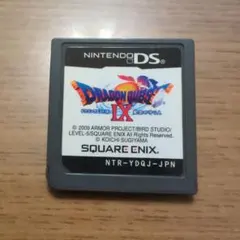 NINTENDO DS
DRAGON QUEST
IX
© 2009 ARMOR PROJECT/BIRD STUDIO/
LEVEL-5/SQUARE ENIX All Rights Reserved.
© KOICHI SUGIYAMA
SQUARE ENIX
NTR-YDQJ-JPN